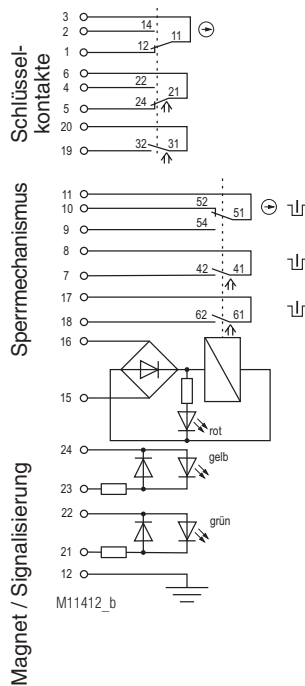 Schlüssel-
kontakte
3
2 14
11
1 12
6
4 22
21
5 24
20
19 32 31
Sperrmechanismus
11
10 52
51
9 54
8
7 42 41
17
18 62 61
16
15
rot
Magnet / Signalisierung
24
gelb
23
22
grün
21
12
M11412_b